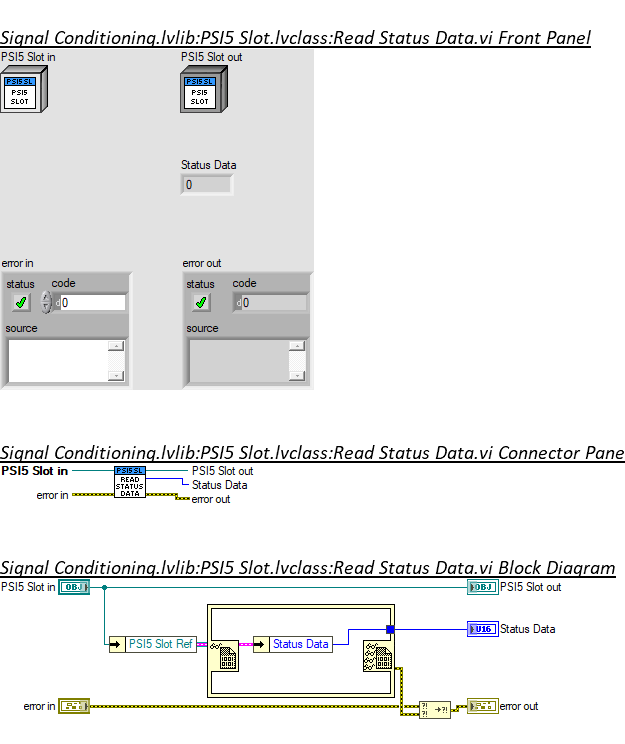 Signal Conditioning.lvlib:PSI5 Slot.lvclass:Read Status Data.vi Front Panel
PSI5 Slot in PSI5 Slot out
PSI5 SL PSI5 SL
PSI5 PSI5
SLOT SLOT
Status Data
0
error in error out
status code status code
d0 d0
source source
Signal Conditioning.lvlib:PSI5 Slot.lvclass:Read Status Data.vi Connector Pane
PSI5 Slot in PSI5 SL PSI5 Slot out
READ
STATUS Status Data
error in DATA error out
Signal Conditioning.lvlib:PSI5 Slot.lvclass:Read Status Data.vi Block Diagram
PSI5 Slot in OBJ OBJ PSI5 Slot out
U16 Status Data
PSI5 Slot Ref Status Data
error in ?! ?! →?! error out